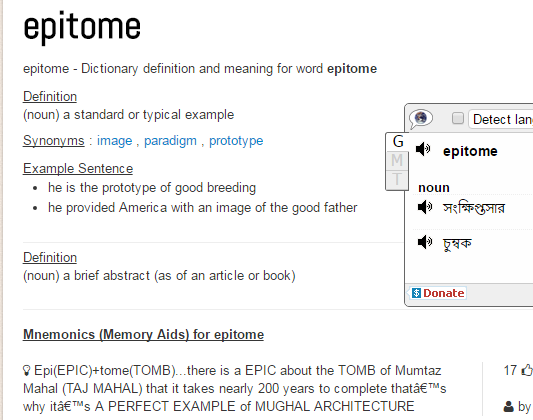 epitome
epitome - Dictionary definition and meaning for word epitome
Definition
(noun) a standard or typical example
Synonyms : image , paradigm , prototype
Example Sentence
• he is the prototype of good breeding
• he provided America with an image of the good father
Definition
(noun) a brief abstract (as of an article or book)
Mnemonics (Memory Aids) for epitome
Epi(EPIC)+tome(TOMB)...there is a EPIC about the TOMB of Mumtaz
Mahal (TAJ MAHAL) that it takes nearly 200 years to complete thatâ€™s
why itâ€™s A PERFECT EXAMPLE of MUGHAL ARCHITECTURE
17
by
Detect lan
G
M
T
epitome
noun
সংক্ষিপ্তসার
চুম্বক
$ Donate